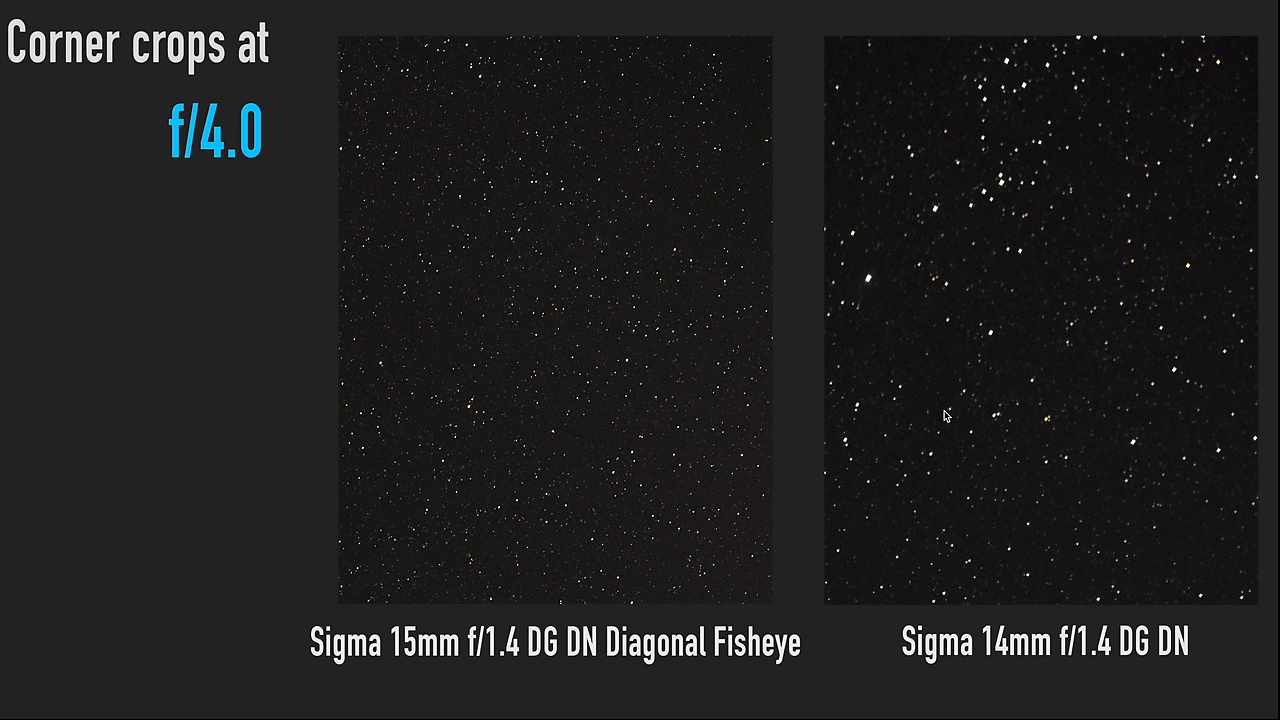 Corner crops at
f/4.0
Sigma 15mm f/1.4 DG DN Diagonal Fisheye
Sigma 14mm f/1.4 DG DN